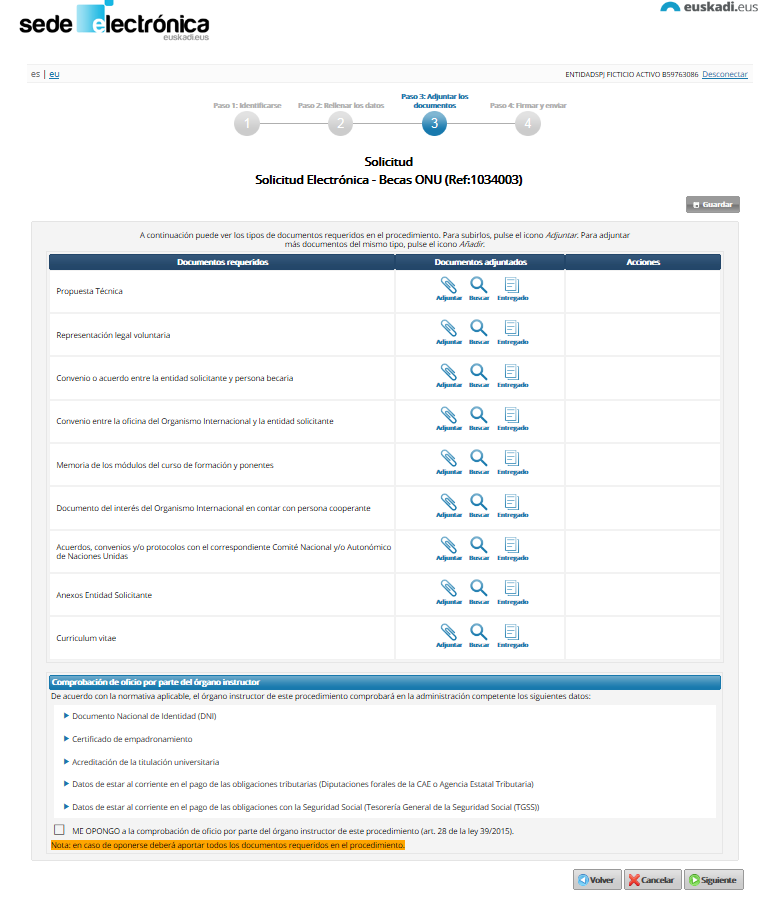 sede electrónica
euskadi.eus
euskadi.eus
es | eu
ENTIDADSPJ FICTICIO ACTIVO B59763086 Desconectar
Paso 1: Identificarse
Paso 2: Rellenar los datos
Paso 3: Adjuntar los
documentos
Paso 4: Firmar y enviar
1
2
3
4
Solicitud
Solicitud Electrónica - Becas ONU (Ref:1034003)
Guardar
A continuación puede ver los tipos de documentos requeridos en el procedimiento. Para subirlos, pulse el icono Adjuntar. Para adjuntar
más documentos del mismo tipo, pulse el icono Añadir.
Documentos requeridos Documentos adjuntados Acciones
Propuesta Técnica
Adjuntar Buscar Entregado
Representación legal voluntaria
Adjuntar Buscar Entregado
Convenio o acuerdo entre la entidad solicitante y persona becaria
Adjuntar Buscar Entregado
Convenio entre la oficina del Organismo Internacional y la entidad solicitante
Adjuntar Buscar Entregado
Memoria de los módulos del curso de formación y ponentes
Adjuntar Buscar Entregado
Documento del interés del Organismo Internacional en contar con persona cooperante
Adjuntar Buscar Entregado
Acuerdos, convenios y/o protocolos con el correspondiente Comité Nacional y/o Autonómico
de Naciones Unidas
Adjuntar Buscar Entregado
Anexos Entidad Solicitante
Adjuntar Buscar Entregado
Curriculum vitae
Adjuntar Buscar Entregado
Comprobación de oficio por parte del órgano instructor
De acuerdo con la normativa aplicable, el órgano instructor de este procedimiento comprobará en la administración competente los siguientes datos:
Documento Nacional de Identidad (DNI)
Certificado de empadronamiento
Acreditación de la titulación universitaria
Datos de estar al corriente en el pago de las obligaciones tributarias (Diputaciones forales de la CAE o Agencia Estatal Tributaria)
Datos de estar al corriente en el pago de las obligaciones con la Seguridad Social (Tesorería General de la Seguridad Social (TGSS))
ME OPONGO a la comprobación de oficio por parte del órgano instructor de este procedimiento (art. 28 de la ley 39/2015).
Nota: en caso de oponerse deberá aportar todos los documentos requeridos en el procedimiento.
Volver Cancelar Siguiente